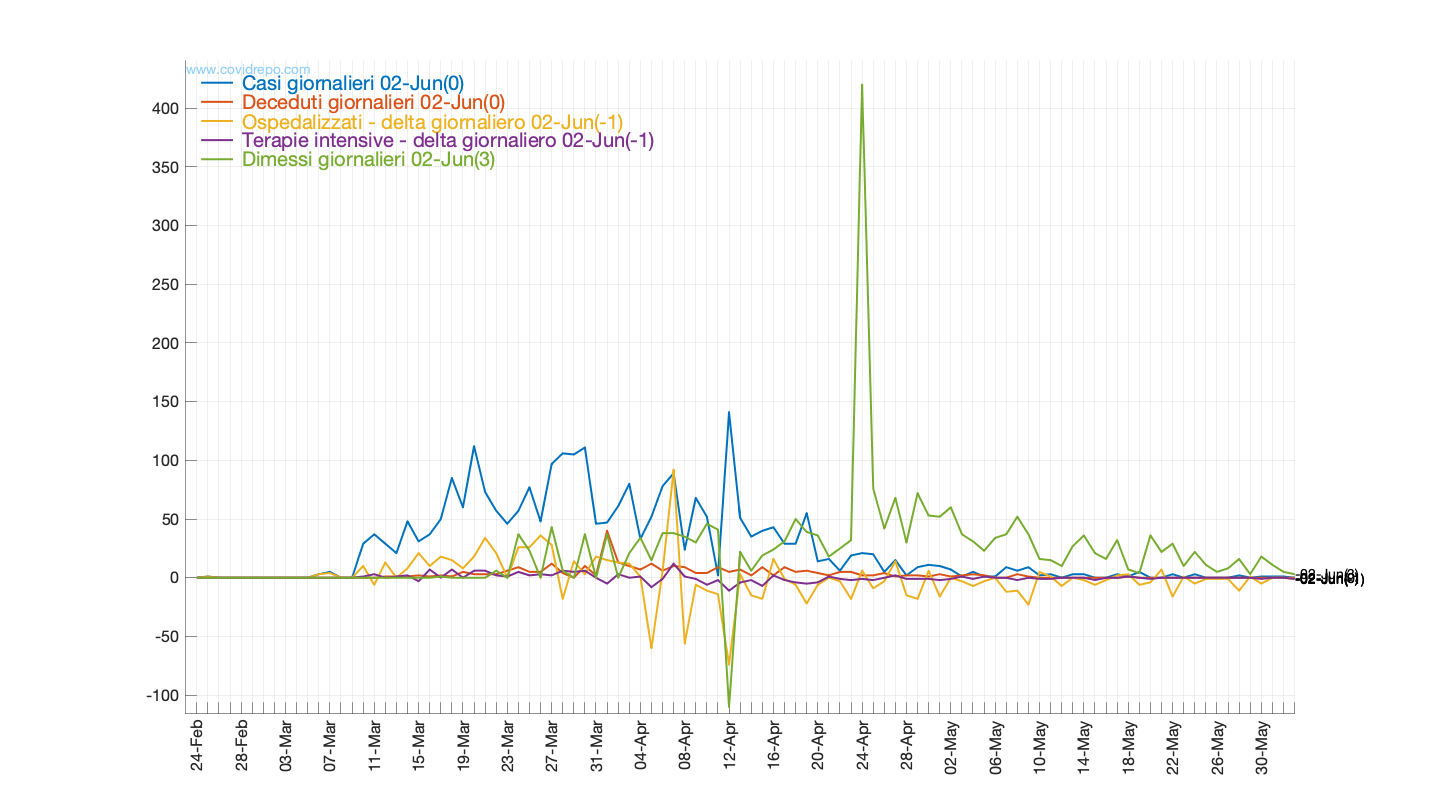 www.covidrepo.com
Casi giornalieri 02-Jun(0)
Deceduti giornalieri 02-Jun(0)
Ospedalizzati - delta giornaliero 02-Jun(-1)
Terapie intensive - delta giornaliero 02-Jun(-1)
Dimessi giornalieri 02-Jun(3)
400
350
300
250
200
150
100
50
0
-50
-100
02-Jun(3)
24-Feb
28-Feb
03-Mar
07-Mar
11-Mar
15-Mar
19-Mar
23-Mar
27-Mar
31-Mar
04-Apr
08-Apr
12-Apr
16-Apr
20-Apr
24-Apr
28-Apr
02-May
06-May
10-May
14-May
18-May
22-May
26-May
30-May